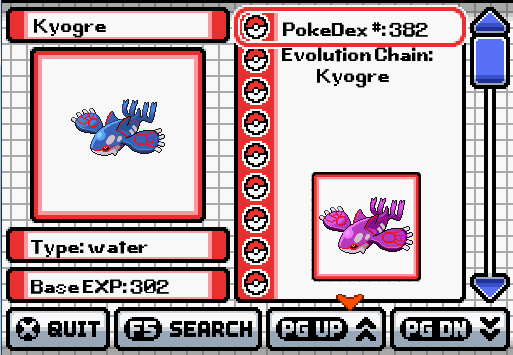 Kyogre
PokeDex #:382
Evolution Chain:
Kyogre
Type: water
Base EXP:302
X QUIT
F5 SEARCH
PG UP
PG DN